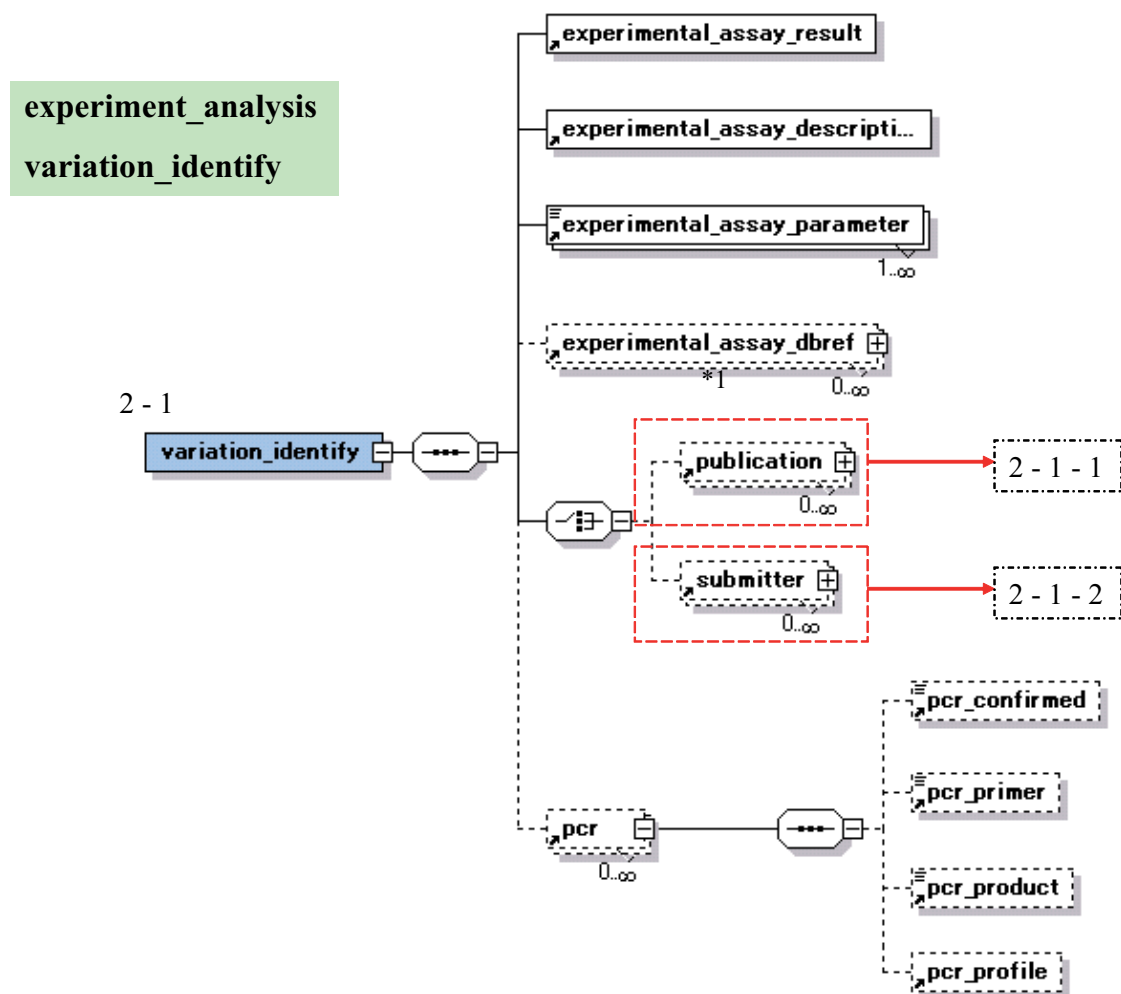 experiment_analysis
variation_identify
experimental_assay_result
experimental_assay_descripti...
experimental_assay_parameter
1..∞
experimental_assay_dbref
*1
0..∞
2 - 1
variation_identify
publication
0..∞
2 - 1 - 1
submitter
0..∞
2 - 1 - 2
pcr
0..∞
pcr_confirmed
pcr_primer
pcr_product
pcr_profile